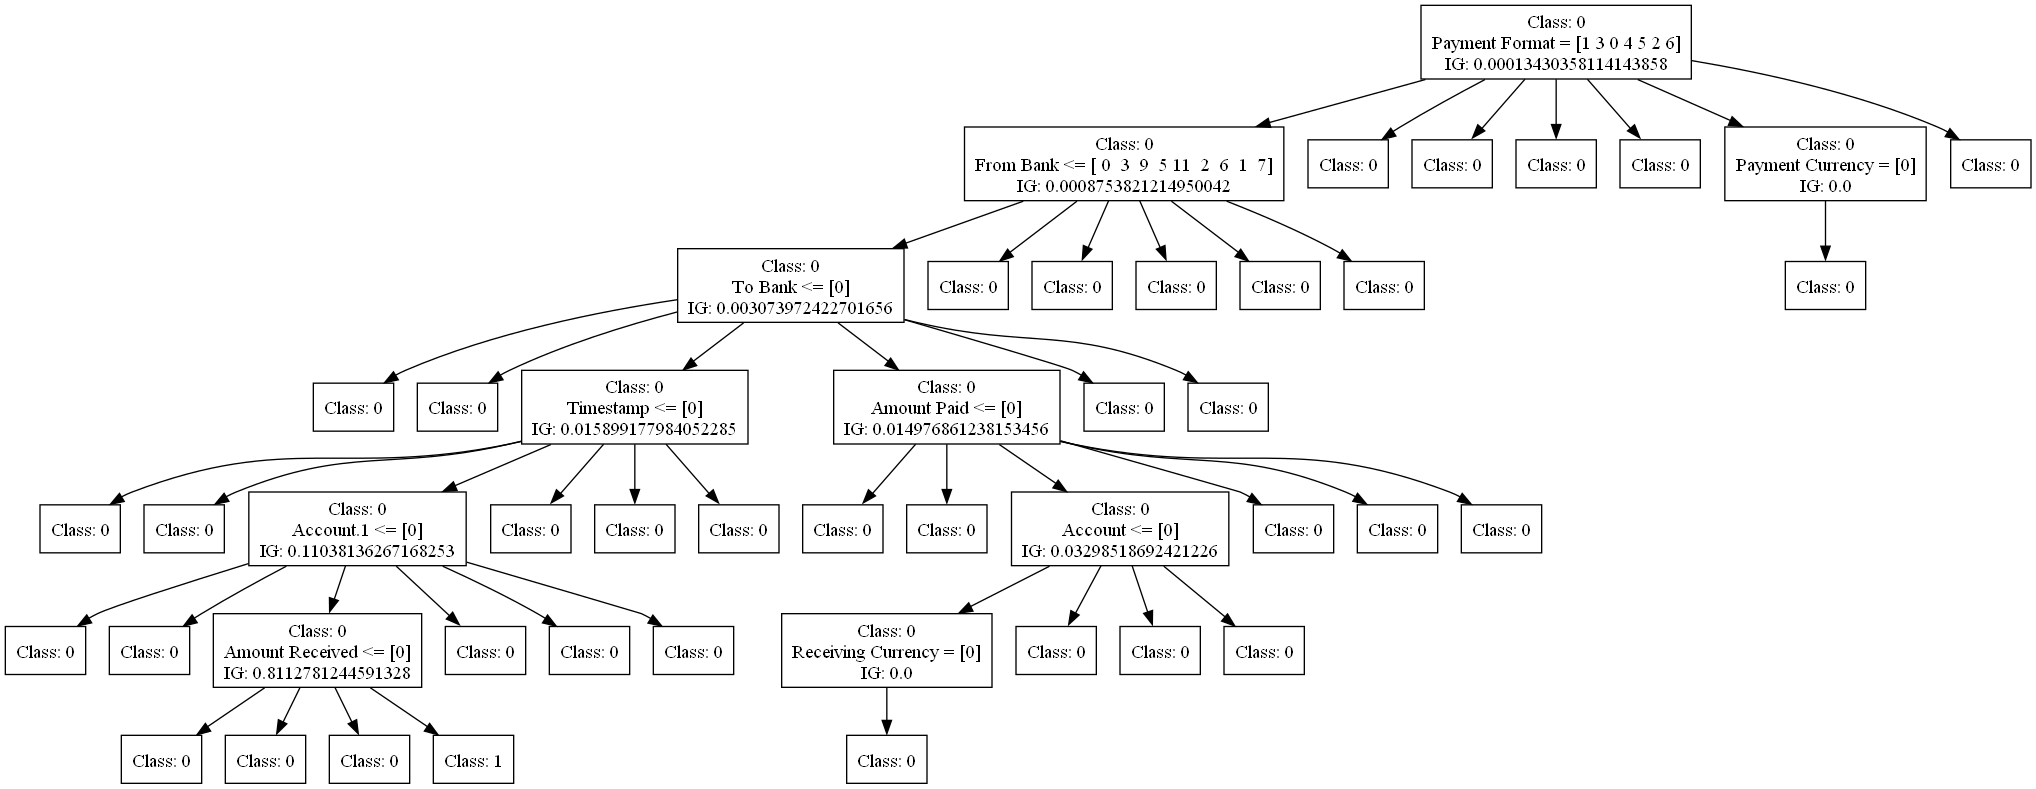 Class: 0
Payment Format = [1 3 0 4 5 2 6]
IG: 0.00013430358114143858
Class: 0
From Bank <= [ 0  3  9  5 11  2  6  1  7]
IG: 0.0008753821214950042
Class: 0
Class: 0
Class: 0
Class: 0
Class: 0
Payment Currency = [0]
IG: 0.0
Class: 0
Class: 0
To Bank <= [0]
IG: 0.003073972422701656
Class: 0
Class: 0
Class: 0
Class: 0
Class: 0
Class: 0
Class: 0
Class: 0
Class: 0
Timestamp <= [0]
IG: 0.015899177984052285
Class: 0
Amount Paid <= [0]
IG: 0.014976861238153456
Class: 0
Class: 0
Class: 0
Class: 0
Class: 0
Account.1 <= [0]
IG: 0.11038136267168253
Class: 0
Class: 0
Class: 0
Class: 0
Class: 0
Class: 0
Account <= [0]
IG: 0.03298518692421226
Class: 0
Class: 0
Class: 0
Class: 0
Class: 0
Class: 0
Amount Received <= [0]
IG: 0.8112781244591328
Class: 0
Class: 0
Class: 0
Class: 0
Receiving Currency = [0]
IG: 0.0
Class: 0
Class: 0
Class: 0
Class: 0
Class: 0
Class: 0
Class: 1
Class: 0